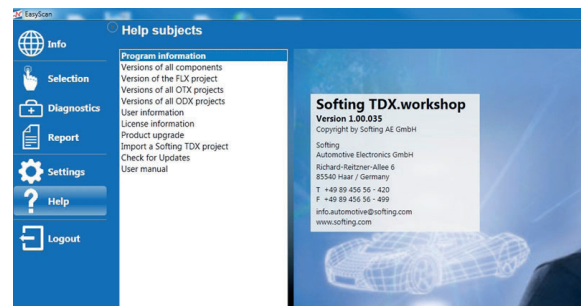 EasyScan
Help subjects
Info
Selection
Diagnostics
Report
Settings
Help
Logout
Program information
Versions of all components
Version of the FLX project
Versions of all OTX projects
Versions of all ODX projects
User information
License information
Product upgrade
Import a Softing TDX project
Check for Updates
User manual
Softing TDX.workshop
Version 1.00.035
Copyright by Softing AE GmbH
Softing
Automotive Electronics GmbH
Richard-Reitzner-Allee 6
85540 Haar / Germany
T +49 89 456 56 - 420
F +49 89 456 56 - 499
info.automotive@softing.com
www.softing.com